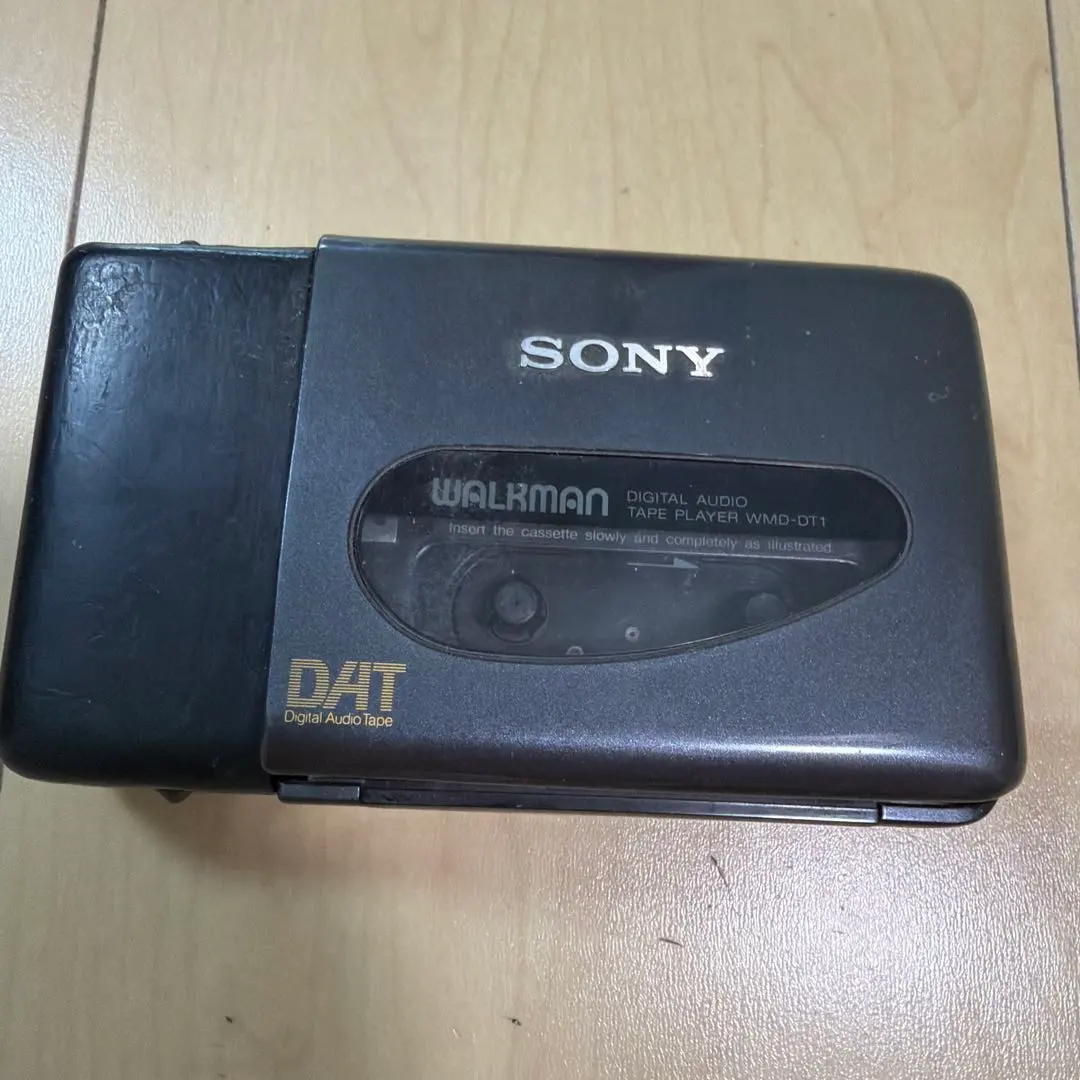 SONY
WALKMAN
DIGITAL AUDIO
TAPE PLAYER WMD-DT1
Insert the cassette slowly and completely as illustrated.
DAT
Digital Audio Tape